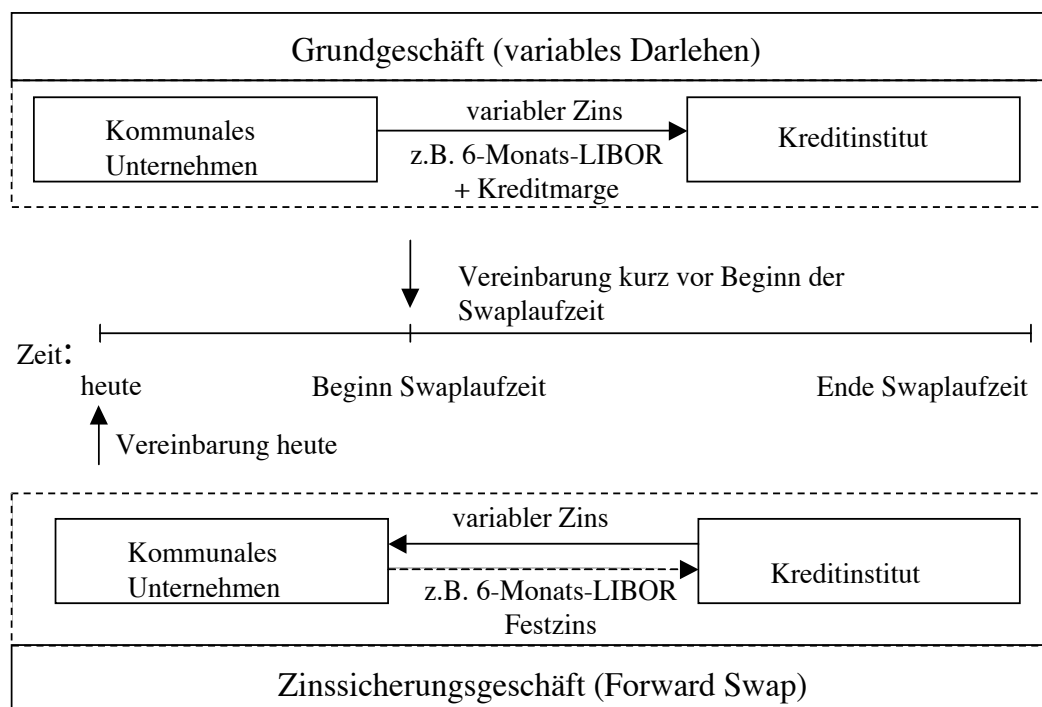 Grundgeschäft (variables Darlehen)
Kommunales
Unternehmen
variabler Zins
z.B. 6-Monats-LIBOR
+ Kreditmarge
Kreditinstitut
Vereinbarung kurz vor Beginn der
Swaplaufzeit
Zeit:
heute
Beginn Swaplaufzeit
Ende Swaplaufzeit
Vereinbarung heute
Kommunales
Unternehmen
variabler Zins
z.B. 6-Monats-LIBOR
Festzins
Kreditinstitut
Zinssicherungsgeschäft (Forward Swap)